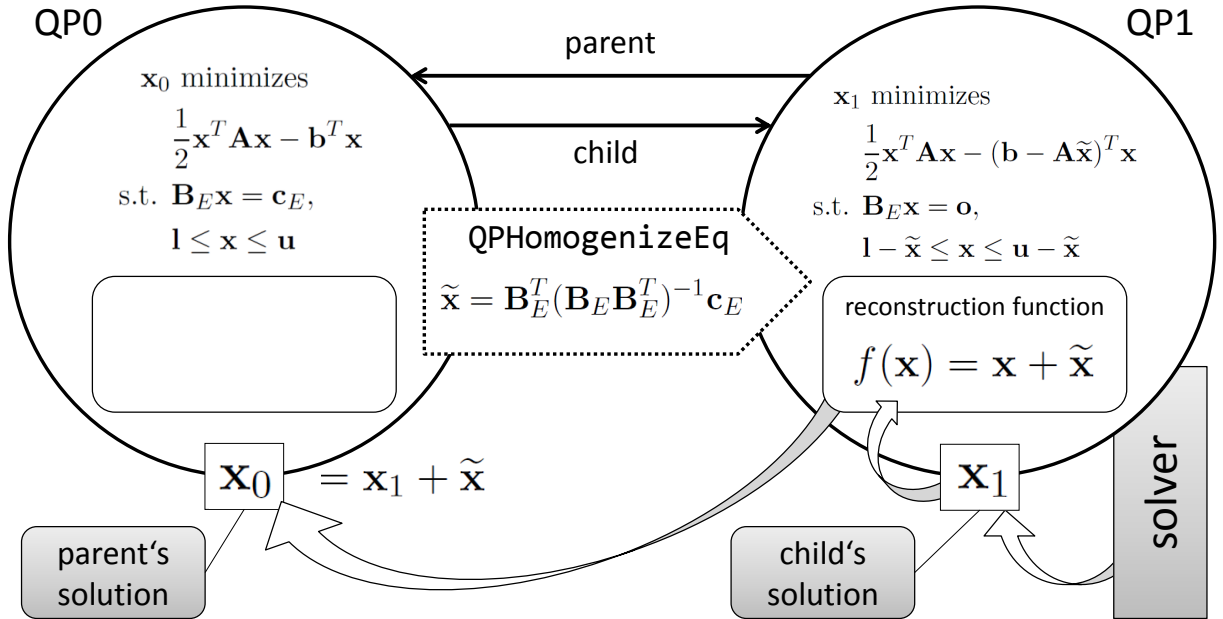 QP0
x₀ minimizes
½xᵀAx − bᵀx
s.t. B_E x = c_E,
l ≤ x ≤ u
parent
child
QPHomogenizeEq
x̃ = B_Eᵀ(B_E B_Eᵀ)⁻¹c_E
QP1
x₁ minimizes
½xᵀAx − (b − Ax̃)ᵀx
s.t. B_E x = o,
l − x̃ ≤ x ≤ u − x̃
reconstruction function
f(x) = x + x̃
x₀ = x₁ + x̃
x₁
parent‘s
solution
child‘s
solution
solver